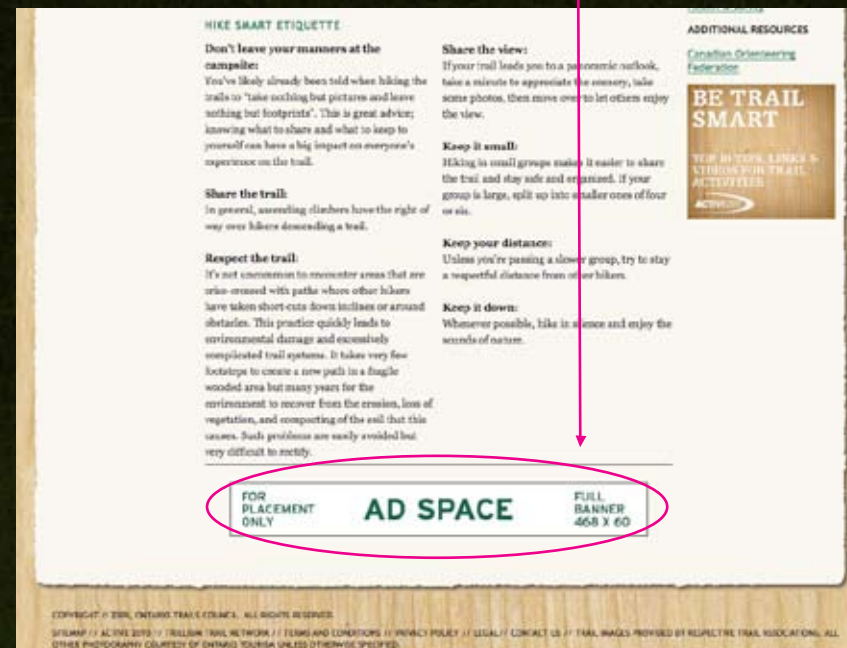 HIKE SMART ETIQUETTE
Don't leave your manners at the
campsite:
You've likely already been told when hiking the
trails to "take nothing but pictures and leave
nothing but footprints". This is great advice;
knowing what to share and what to keep to
yourself can have a big impact on everyone's
experience on the trail.
Share the trail:
In general, ascending climbers have the right of
way over hikers descending a trail.
Respect the trail:
It's not uncommon to encounter areas that are
criss-crossed with paths where other hikers
have taken short-cuts down inclines or around
obstacles. This practice quickly leads to
environmental damage and excessively
complicated trail systems. It takes very few
footsteps to create a new path in a fragile
wooded area but many years for the
environment to recover from the erosion, loss of
vegetation, and compacting of the soil that this
causes. Such problems are easily avoided but
very difficult to rectify.
Share the view:
If your trail leads you to a panoramic outlook,
take a minute to appreciate the scenery, take
some photos, then move over to let others enjoy
the view.
Keep it small:
Hiking in small groups makes it easier to share
the trail and stay safe and organized. If your
group is large, split up into smaller ones of four
or six.
Keep your distance:
Unless you're passing a slower group, try to stay
a respectful distance from other hikers.
Keep it down:
Whenever possible, hike in silence and enjoy the
sounds of nature.
ADDITIONAL RESOURCES
Canadian Orienteering
Federation
BE TRAIL
SMART
TOP 10 TIPS, LINKS &
VIDEOS FOR TRAIL
ACTIVITIES
FOR
PLACEMENT
ONLY
AD SPACE
FULL
BANNER
468 X 60
COPYRIGHT © 2008, ONTARIO TRAILS COUNCIL. ALL RIGHTS RESERVED.
SITEMAP // ACTIVE 2010 // TRILLIUM TRAIL NETWORK // TERMS AND CONDITIONS // PRIVACY POLICY // LEGAL // CONTACT US // TRAIL IMAGES PROVIDED BY RESPECTIVE TRAIL ASSOCIATIONS. ALL
OTHER PHOTOGRAPHY COURTESY OF ONTARIO TOURISM UNLESS OTHERWISE SPECIFIED.